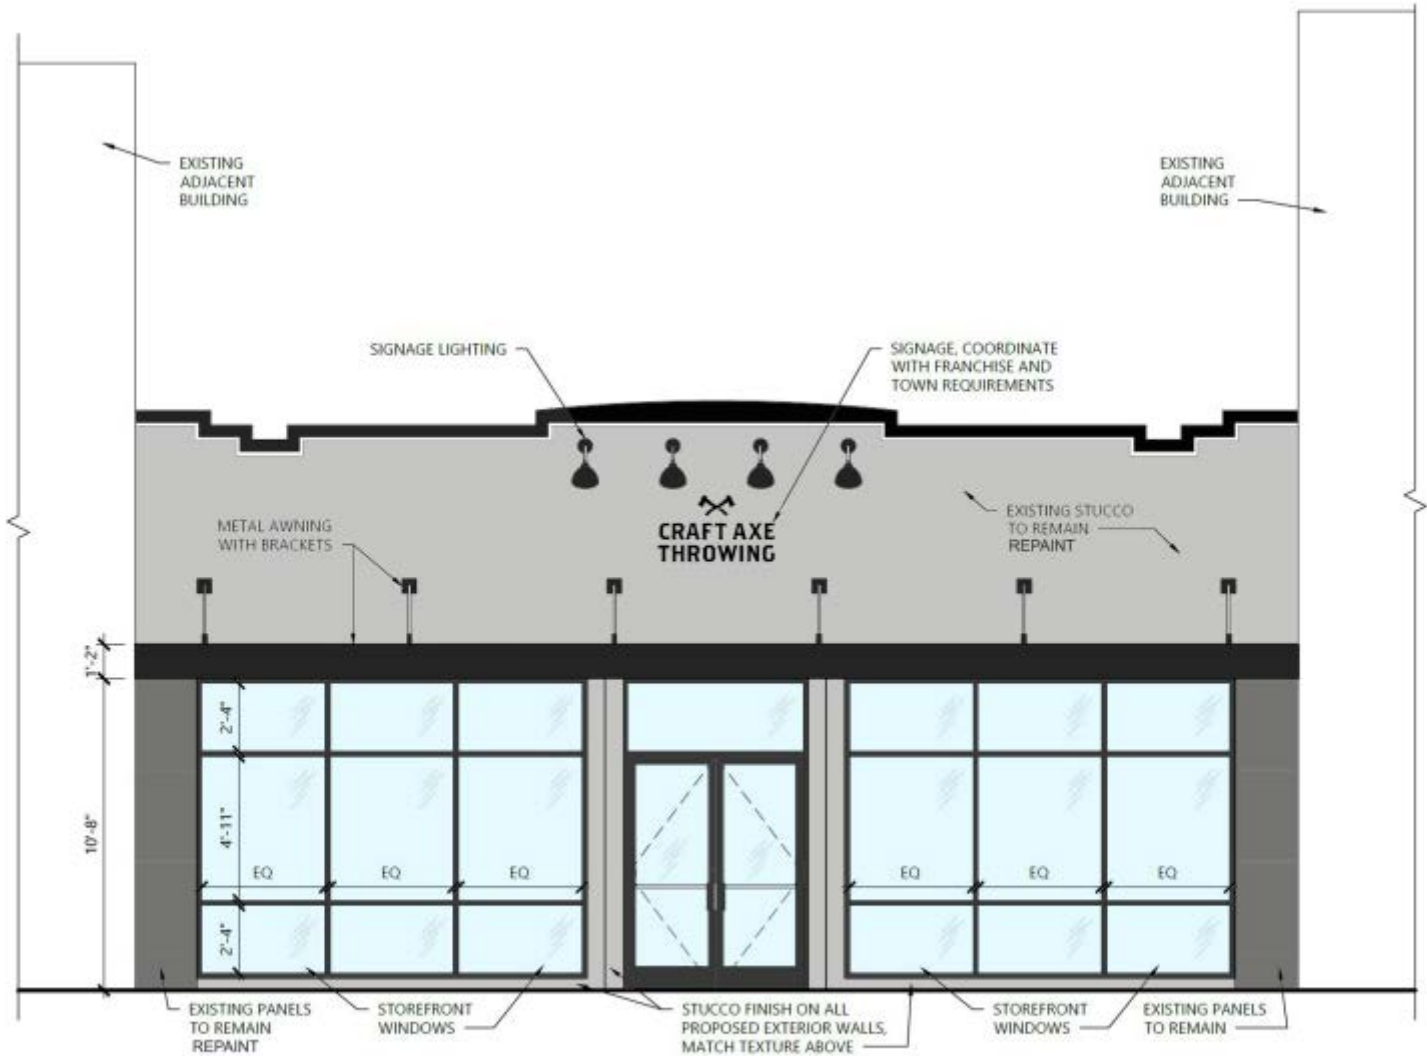 EXISTING
ADJACENT
BUILDING
EXISTING
ADJACENT
BUILDING
SIGNAGE LIGHTING
SIGNAGE, COORDINATE
WITH FRANCHISE AND
TOWN REQUIREMENTS
METAL AWNING
WITH BRACKETS
CRAFT AXE
THROWING
EXISTING STUCCO
TO REMAIN
REPAINT
1'-2"
10'-8"
2'-4"
4'-11"
2'-4"
EQ
EQ
EQ
EQ
EQ
EQ
EXISTING PANELS
TO REMAIN
REPAINT
STOREFRONT
WINDOWS
STUCCO FINISH ON ALL
PROPOSED EXTERIOR WALLS,
MATCH TEXTURE ABOVE
STOREFRONT
WINDOWS
EXISTING PANELS
TO REMAIN